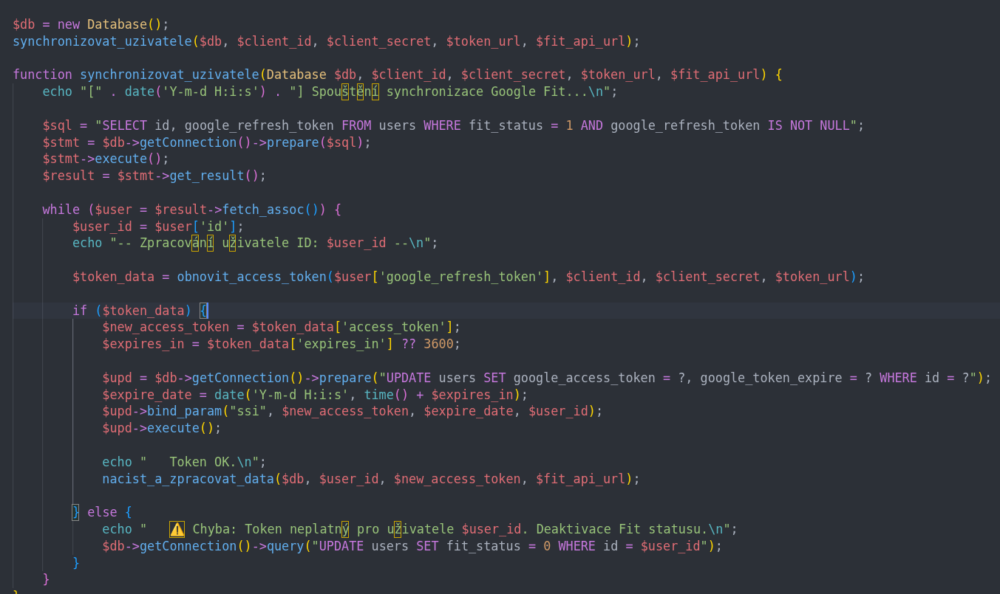 $db = new Database();
synchronizovat_uzivatele($db, $client_id, $client_secret, $token_url, $fit_api_url);

function synchronizovat_uzivatele(Database $db, $client_id, $client_secret, $token_url, $fit_api_url) {
    echo "[" . date('Y-m-d H:i:s') . "] Spouštění synchronizace Google Fit...\n";

    $sql = "SELECT id, google_refresh_token FROM users WHERE fit_status = 1 AND google_refresh_token IS NOT NULL";
    $stmt = $db->getConnection()->prepare($sql);
    $stmt->execute();
    $result = $stmt->get_result();

    while ($user = $result->fetch_assoc()) {
        $user_id = $user['id'];
        echo "-- Zpracování uživatele ID: $user_id --\n";

        $token_data = obnovit_access_token($user['google_refresh_token'], $client_id, $client_secret, $token_url);

        if ($token_data) {
            $new_access_token = $token_data['access_token'];
            $expires_in = $token_data['expires_in'] ?? 3600;

            $upd = $db->getConnection()->prepare("UPDATE users SET google_access_token = ?, google_token_expire = ? WHERE id = ?");
            $expire_date = date('Y-m-d H:i:s', time() + $expires_in);
            $upd->bind_param("ssi", $new_access_token, $expire_date, $user_id);
            $upd->execute();

            echo "   Token OK.\n";
            nacist_a_zpracovat_data($db, $user_id, $new_access_token, $fit_api_url);

        } else {
            echo "   ⚠️ Chyba: Token neplatný pro uživatele $user_id. Deaktivace Fit statusu.\n";
            $db->getConnection()->query("UPDATE users SET fit_status = 0 WHERE id = $user_id");
        }
    }
}